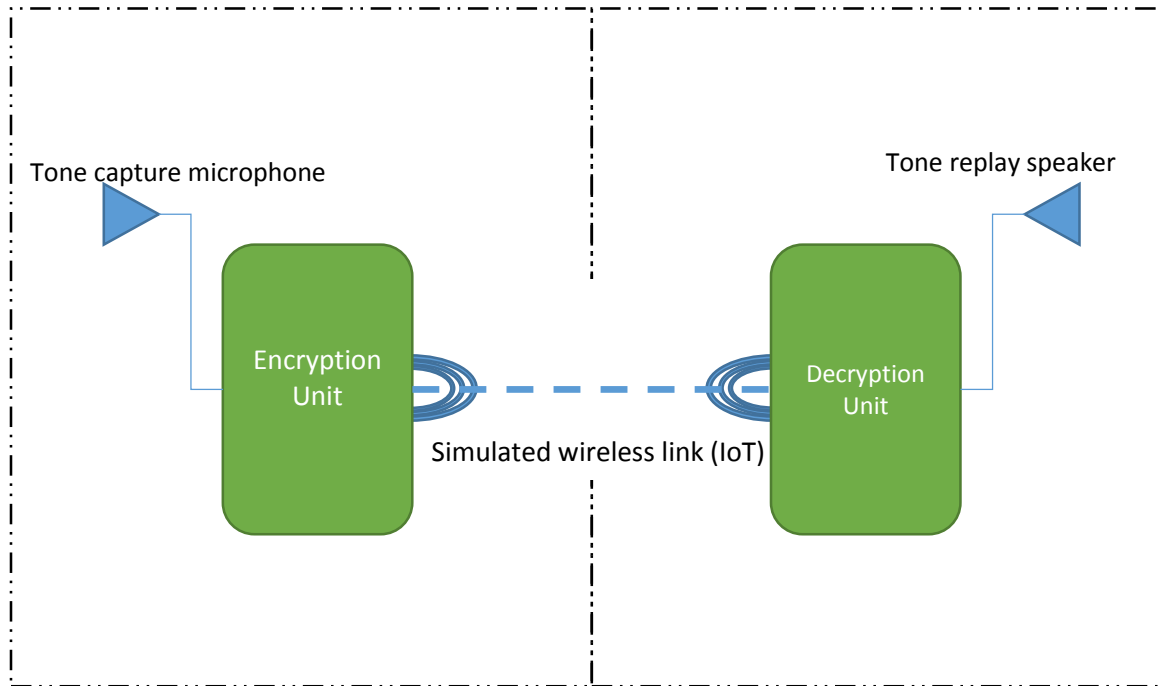 Tone capture microphone
Tone replay speaker
Encryption
Unit
Decryption
Unit
Simulated wireless link (IoT)